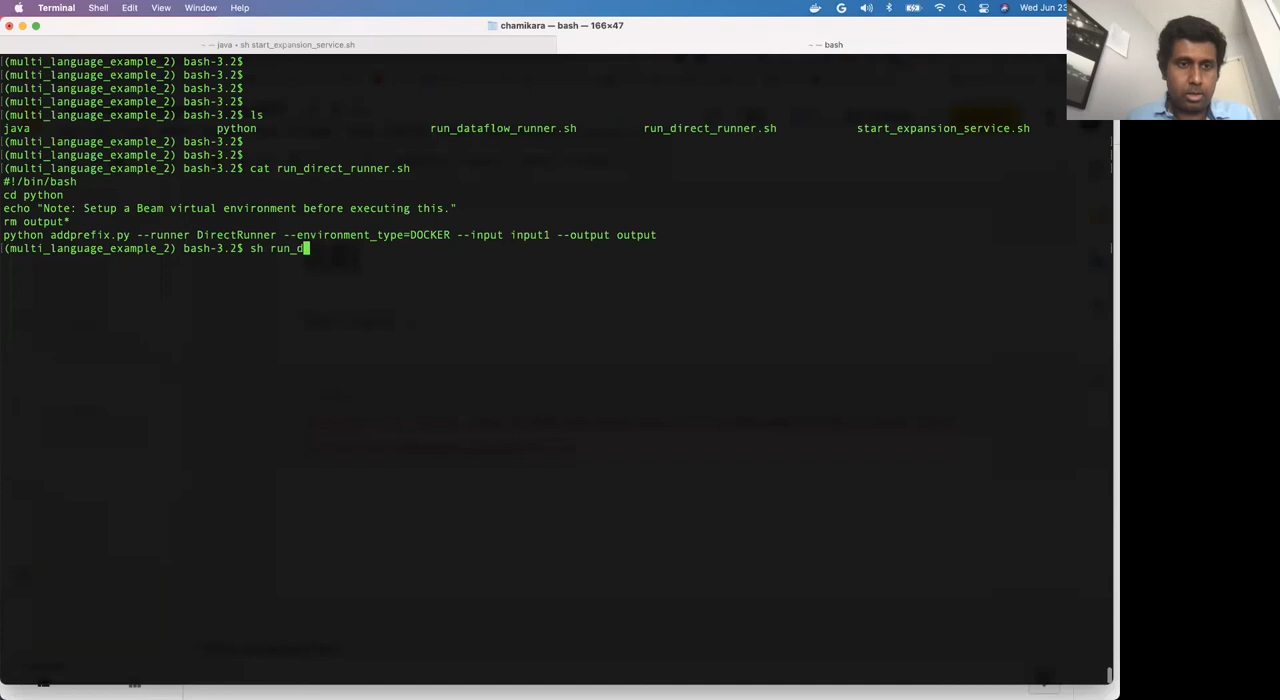 Terminal Shell Edit View Window Help Wed Jun 23
chamikara — bash — 166×47
~ — java • sh start_expansion_service.sh ~ — bash
(multi_language_example_2) bash-3.2$
(multi_language_example_2) bash-3.2$
(multi_language_example_2) bash-3.2$
(multi_language_example_2) bash-3.2$
(multi_language_example_2) bash-3.2$ ls
java python run_dataflow_runner.sh run_direct_runner.sh start_expansion_service.sh
(multi_language_example_2) bash-3.2$
(multi_language_example_2) bash-3.2$
(multi_language_example_2) bash-3.2$ cat run_direct_runner.sh
#!/bin/bash
cd python
echo "Note: Setup a Beam virtual environment before executing this."
rm output*
python addprefix.py --runner DirectRunner --environment_type=DOCKER --input input1 --output output
(multi_language_example_2) bash-3.2$ sh run_d